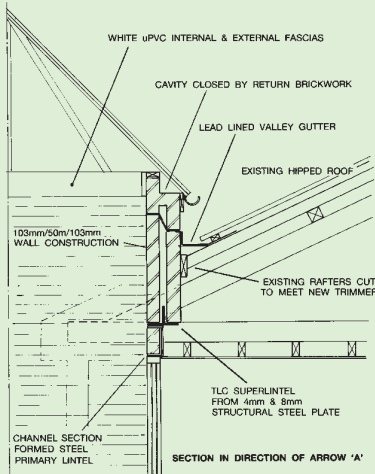 WHITE uPVC INTERNAL & EXTERNAL FASCIAS
CAVITY CLOSED BY RETURN BRICKWORK
LEAD LINED VALLEY GUTTER
EXISTING HIPPED ROOF
103mm/50m/103mm
WALL CONSTRUCTION
EXISTING RAFTERS CUT
TO MEET NEW TRIMMER
TLC SUPERLINTEL
FROM 4mm & 8mm
STRUCTURAL STEEL PLATE
CHANNEL SECTION
FORMED STEEL
PRIMARY LINTEL
SECTION IN DIRECTION OF ARROW 'A'